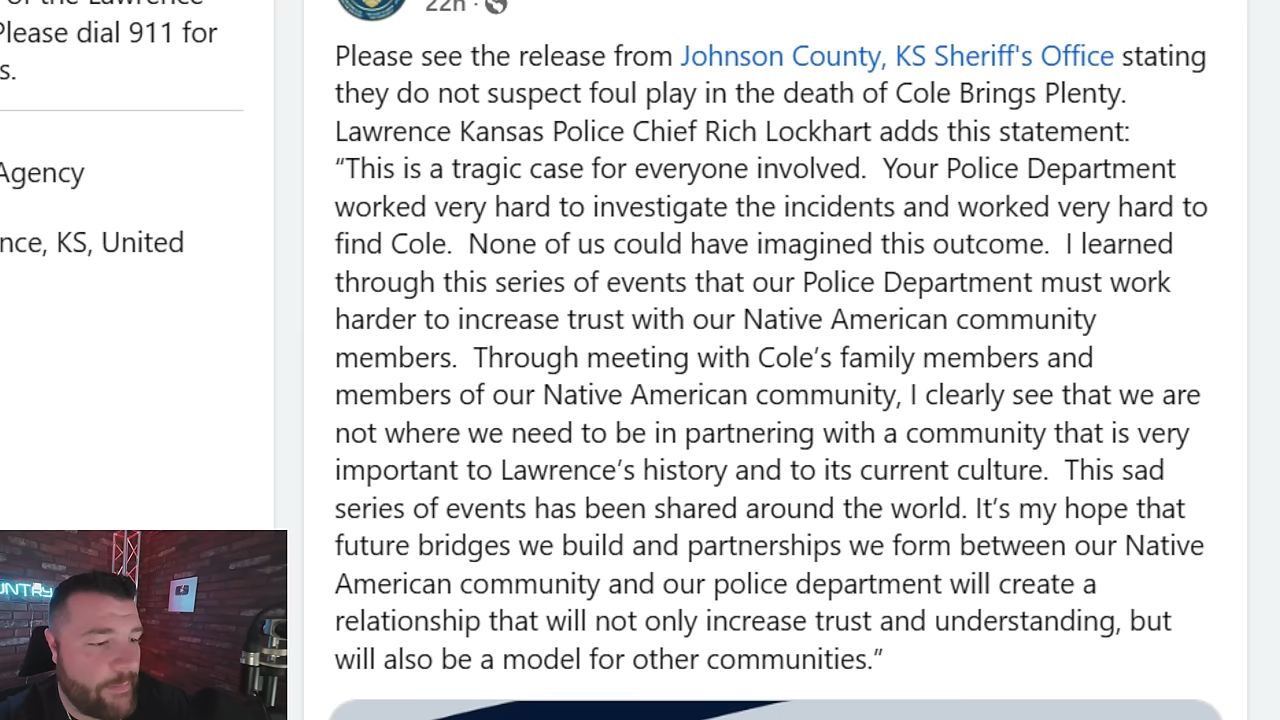 Please dial 911 for
s.
Agency
nce, KS, United
22h ·
Please see the release from Johnson County, KS Sheriff's Office stating
they do not suspect foul play in the death of Cole Brings Plenty.
Lawrence Kansas Police Chief Rich Lockhart adds this statement:
“This is a tragic case for everyone involved.  Your Police Department
worked very hard to investigate the incidents and worked very hard to
find Cole.  None of us could have imagined this outcome.  I learned
through this series of events that our Police Department must work
harder to increase trust with our Native American community
members.  Through meeting with Cole’s family members and
members of our Native American community, I clearly see that we are
not where we need to be in partnering with a community that is very
important to Lawrence’s history and to its current culture.  This sad
series of events has been shared around the world. It’s my hope that
future bridges we build and partnerships we form between our Native
American community and our police department will create a
relationship that will not only increase trust and understanding, but
will also be a model for other communities.”
UNTRY